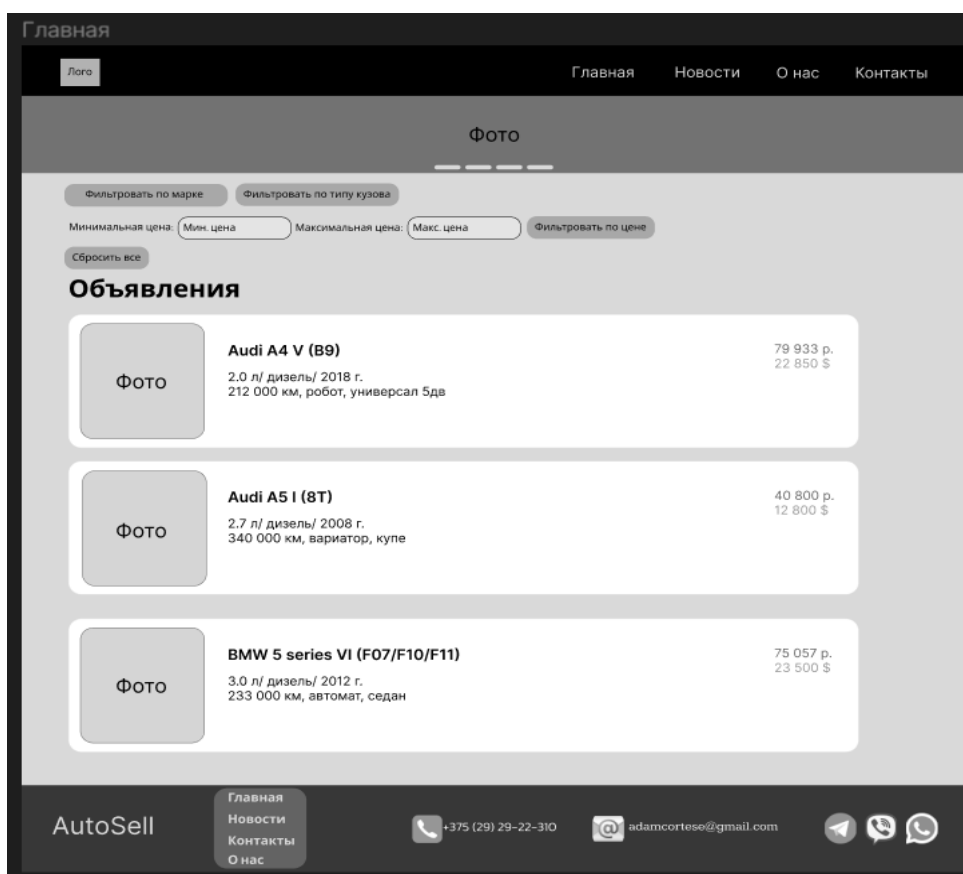 Главная
Лого
Главная Новости О нас Контакты
Фото
Фильтровать по марке Фильтровать по типу кузова
Минимальная цена: Мин. цена Максимальная цена: Макс. цена Фильтровать по цене
Сбросить все
Объявления
Фото
Audi A4 V (B9)
2.0 л/ дизель/ 2018 г.
212 000 км, робот, универсал 5дв
79 933 р.
22 850 $
Фото
Audi A5 I (8T)
2.7 л/ дизель/ 2008 г.
340 000 км, вариатор, купе
40 800 р.
12 800 $
Фото
BMW 5 series VI (F07/F10/F11)
3.0 л/ дизель/ 2012 г.
233 000 км, автомат, седан
75 057 р.
23 500 $
AutoSell
Главная
Новости
Контакты
О нас
+375 (29) 29-22-310
@ adamcortese@gmail.com